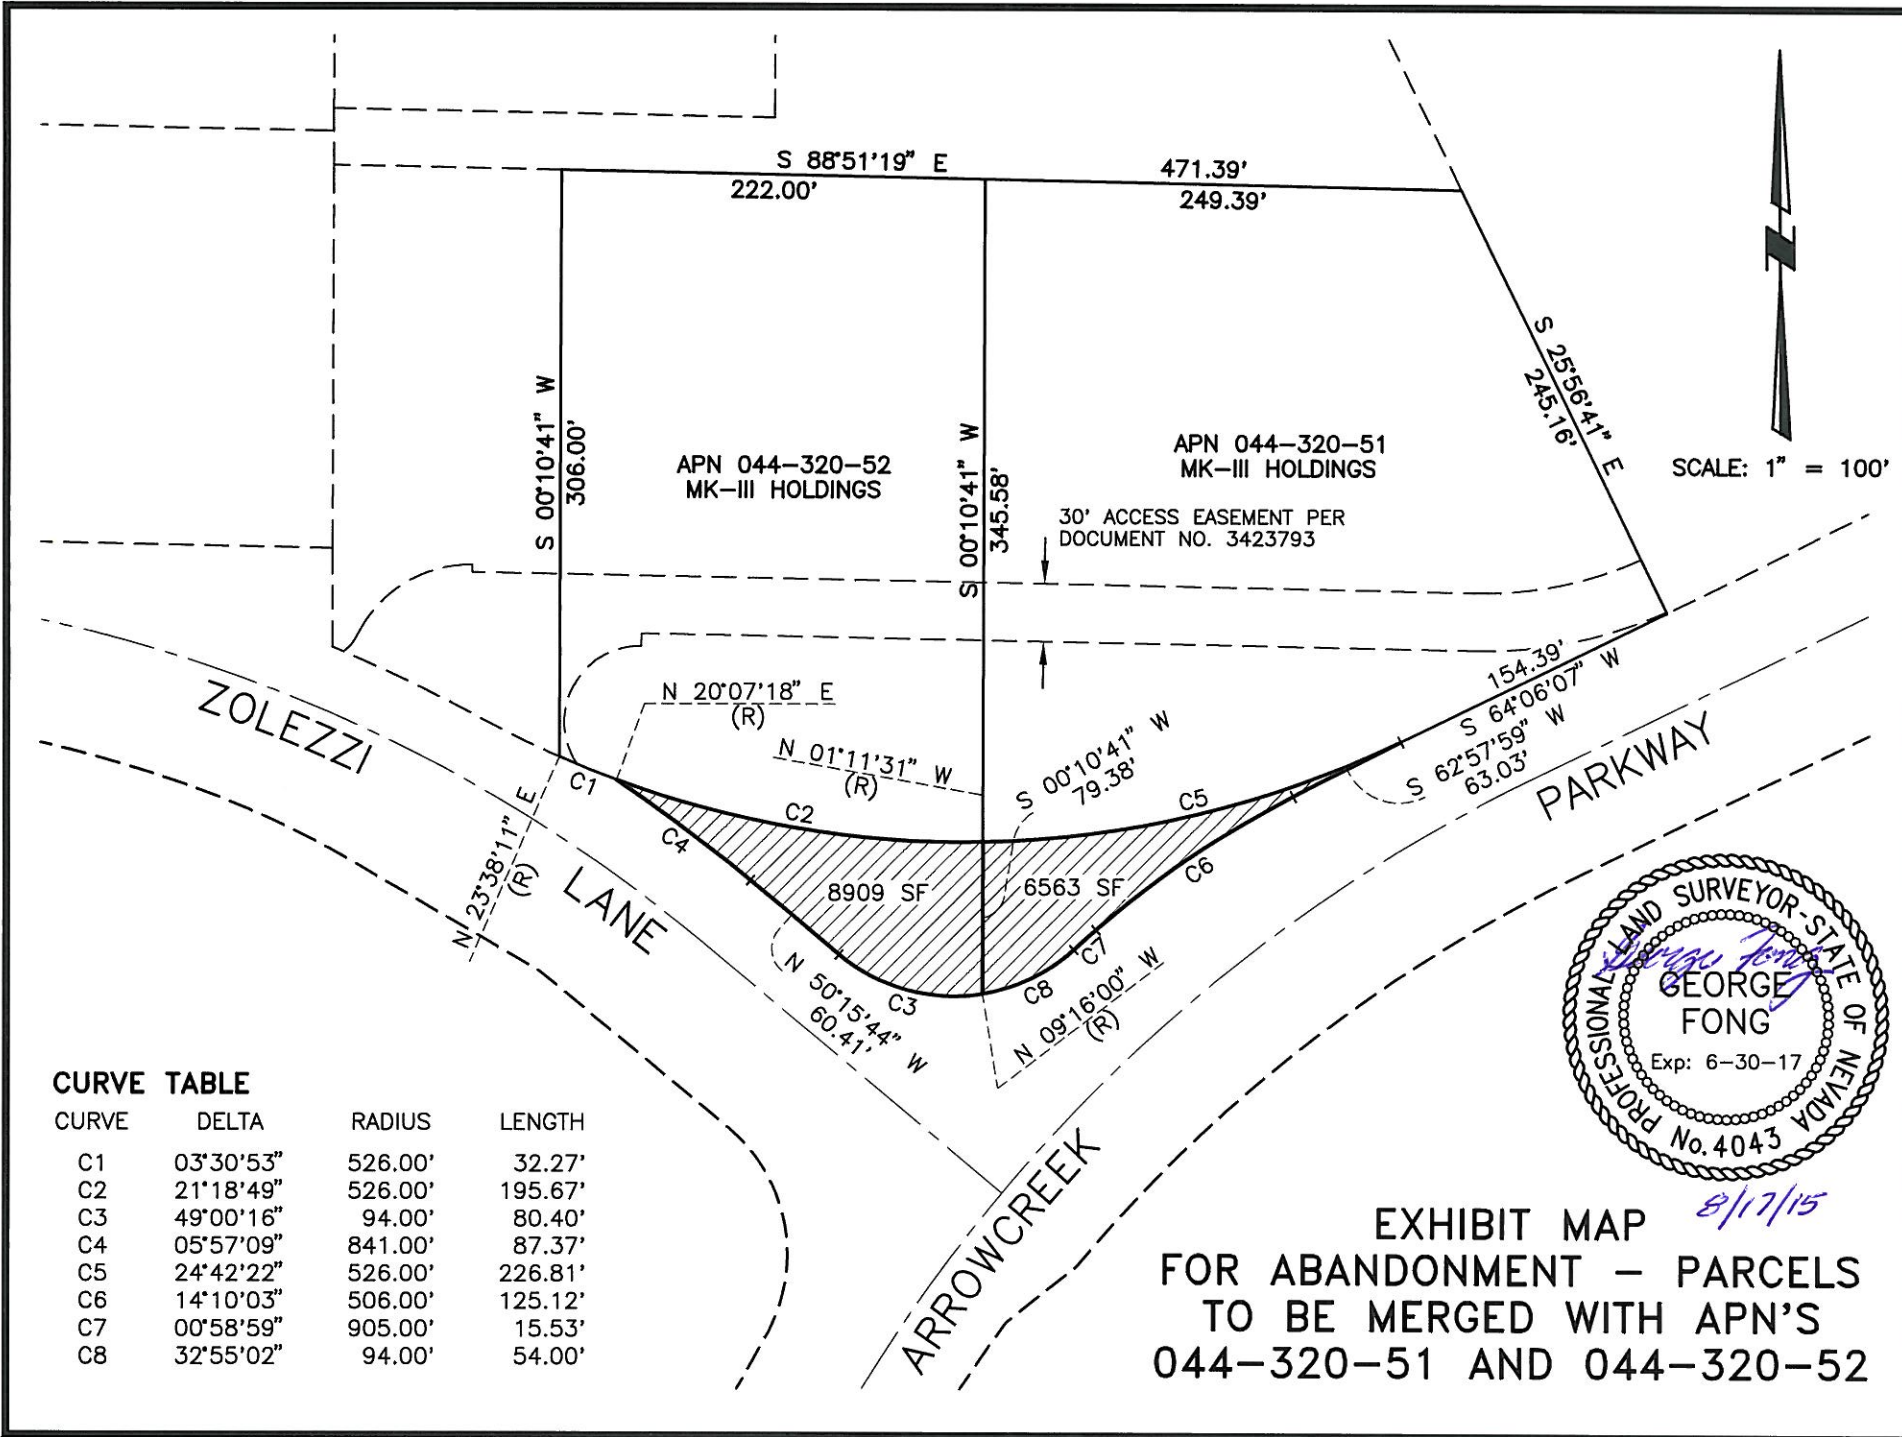 S 88°51'19" E
471.39'
222.00'
249.39'
S 25°56'41" E
245.16'
SCALE: 1" = 100'
S 00°10'41" W
306.00'
APN 044-320-52
MK-III HOLDINGS
S 00°10'41" W
345.58'
APN 044-320-51
MK-III HOLDINGS
30' ACCESS EASEMENT PER
DOCUMENT NO. 3423793
154.39'
S 64°06'07" W
S 62°57'59" W
63.03'
ZOLEZZI
LANE
N 20°07'18" E
(R)
N 01°11'31" W
(R)
S 00°10'41" W
79.38'
C1
C2
C5
C4
C6
N 23°38'11" E
(R)
8909 SF
6563 SF
C7
C3
C8
N 50°15'44" W
60.41'
N 09°16'00" W
(R)
ARROWCREEK
PARKWAY
CURVE TABLE
CURVE DELTA RADIUS LENGTH
C1 03°30'53" 526.00' 32.27'
C2 21°18'49" 526.00' 195.67'
C3 49°00'16" 94.00' 80.40'
C4 05°57'09" 841.00' 87.37'
C5 24°42'22" 526.00' 226.81'
C6 14°10'03" 506.00' 125.12'
C7 00°58'59" 905.00' 15.53'
C8 32°55'02" 94.00' 54.00'
PROFESSIONAL LAND SURVEYOR-STATE OF NEVADA
George Fong
GEORGE
FONG
Exp: 6-30-17
No. 4043
8/17/15
EXHIBIT MAP
FOR ABANDONMENT - PARCELS
TO BE MERGED WITH APN'S
044-320-51 AND 044-320-52